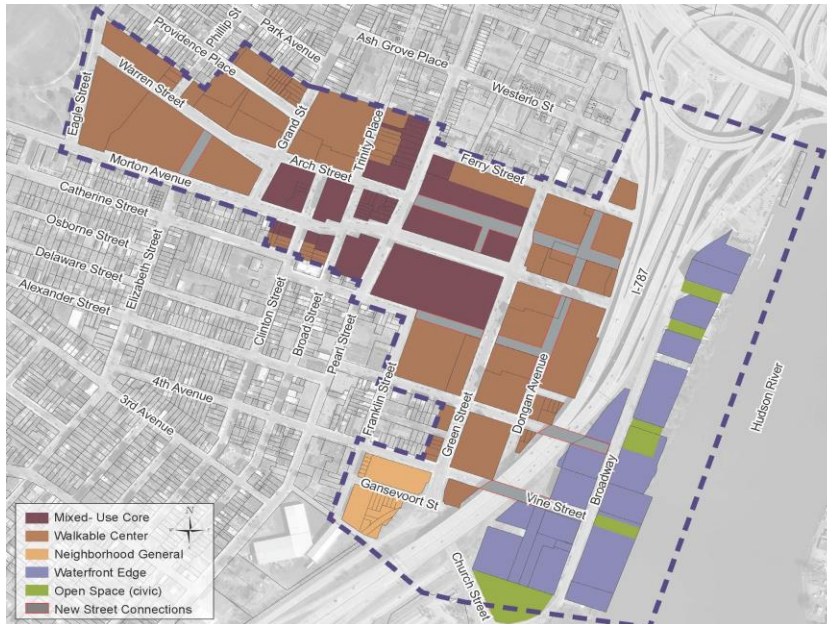 Phillip St
Park Avenue
Providence Place
Ash Grove Place
Warren Street
Westerlo St
Eagle Street
Grand St
Trinity Place
Arch Street
Ferry Street
Morton Avenue
Catherine Street
Osborne Street
Delaware Street
Alexander Street
Elizabeth Street
Clinton Street
Broad Street
Pearl Street
Franklin Street
4th Avenue
3rd Avenue
Green Street
Dongan Avenue
I-787
Hudson River
Broadway
Gansevoort St
Vine Street
Church Street
Mixed- Use Core
N
Walkable Center
Neighborhood General
Waterfront Edge
Open Space (civic)
New Street Connections